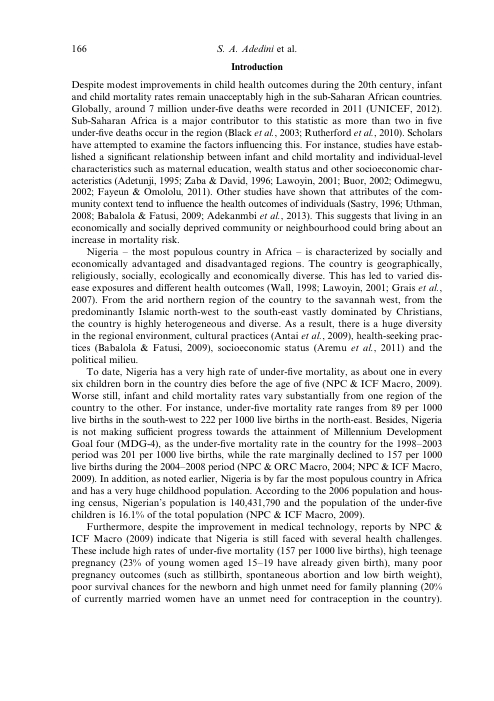 166
S. A. Adedini et al.
Introduction
Despite modest improvements in child health outcomes during the 20th century, infant
and child mortality rates remain unacceptably high in the sub-Saharan African countries.
Globally, around 7 million under-five deaths were recorded in 2011 (UNICEF, 2012).
Sub-Saharan Africa is a major contributor to this statistic as more than two in five
under-five deaths occur in the region (Black et al., 2003; Rutherford et al., 2010). Scholars
have attempted to examine the factors influencing this. For instance, studies have estab-
lished a significant relationship between infant and child mortality and individual-level
characteristics such as maternal education, wealth status and other socioeconomic char-
acteristics (Adetunji, 1995; Zaba & David, 1996; Lawoyin, 2001; Buor, 2002; Odimegwu,
2002; Fayeun & Omololu, 2011). Other studies have shown that attributes of the com-
munity context tend to influence the health outcomes of individuals (Sastry, 1996; Uthman,
2008; Babalola & Fatusi, 2009; Adekanmbi et al., 2013). This suggests that living in an
economically and socially deprived community or neighbourhood could bring about an
increase in mortality risk.
Nigeria – the most populous country in Africa – is characterized by socially and
economically advantaged and disadvantaged regions. The country is geographically,
religiously, socially, ecologically and economically diverse. This has led to varied dis-
ease exposures and different health outcomes (Wall, 1998; Lawoyin, 2001; Grais et al.,
2007). From the arid northern region of the country to the savannah west, from the
predominantly Islamic north-west to the south-east vastly dominated by Christians,
the country is highly heterogeneous and diverse. As a result, there is a huge diversity
in the regional environment, cultural practices (Antai et al., 2009), health-seeking prac-
tices (Babalola & Fatusi, 2009), socioeconomic status (Aremu et al., 2011) and the
political milieu.
To date, Nigeria has a very high rate of under-five mortality, as about one in every
six children born in the country dies before the age of five (NPC & ICF Macro, 2009).
Worse still, infant and child mortality rates vary substantially from one region of the
country to the other. For instance, under-five mortality rate ranges from 89 per 1000
live births in the south-west to 222 per 1000 live births in the north-east. Besides, Nigeria
is not making sufficient progress towards the attainment of Millennium Development
Goal four (MDG-4), as the under-five mortality rate in the country for the 1998–2003
period was 201 per 1000 live births, while the rate marginally declined to 157 per 1000
live births during the 2004–2008 period (NPC & ORC Macro, 2004; NPC & ICF Macro,
2009). In addition, as noted earlier, Nigeria is by far the most populous country in Africa
and has a very huge childhood population. According to the 2006 population and hous-
ing census, Nigerian's population is 140,431,790 and the population of the under-five
children is 16.1% of the total population (NPC & ICF Macro, 2009).
Furthermore, despite the improvement in medical technology, reports by NPC &
ICF Macro (2009) indicate that Nigeria is still faced with several health challenges.
These include high rates of under-five mortality (157 per 1000 live births), high teenage
pregnancy (23% of young women aged 15–19 have already given birth), many poor
pregnancy outcomes (such as stillbirth, spontaneous abortion and low birth weight),
poor survival chances for the newborn and high unmet need for family planning (20%
of currently married women have an unmet need for contraception in the country).